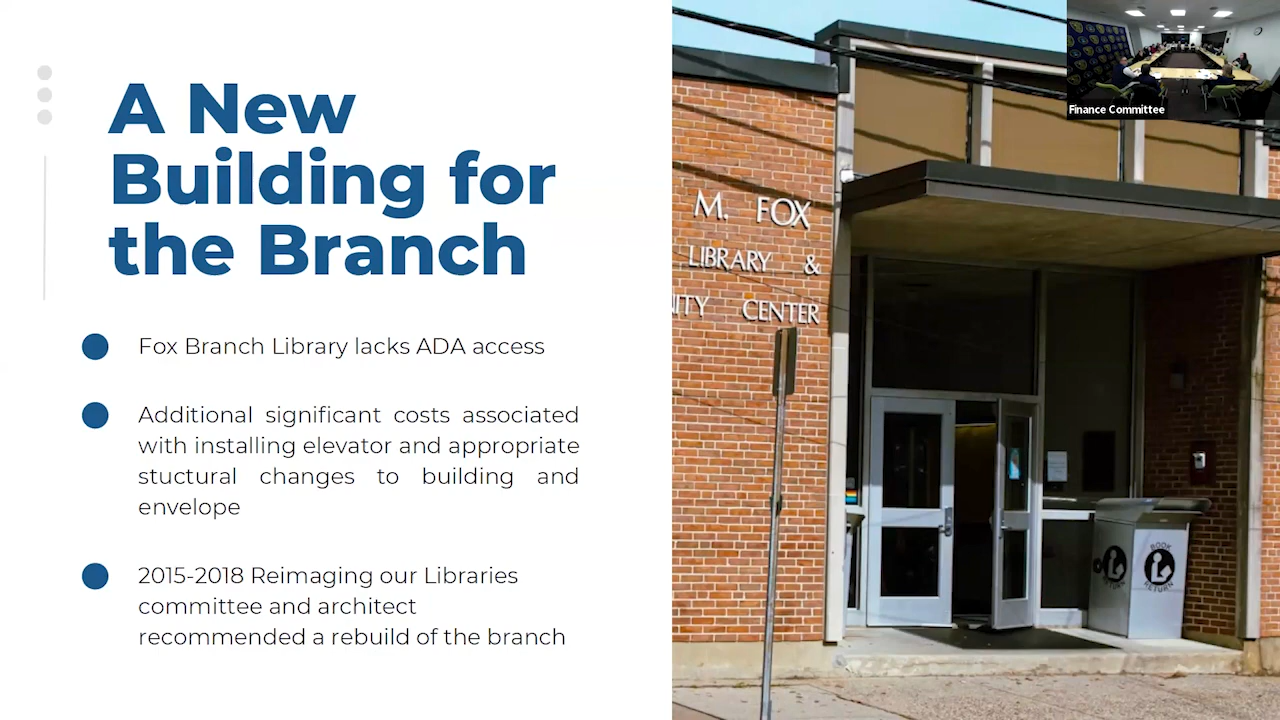 A New
Building for
the Branch
Fox Branch Library lacks ADA access
Additional significant costs associated
with installing elevator and appropriate
stuctural changes to building and
envelope
2015-2018 Reimaging our Libraries
committee and architect
recommended a rebuild of the branch
M. FOX
LIBRARY &
ITY CENTER
BOOK
RETURN
Finance Committee